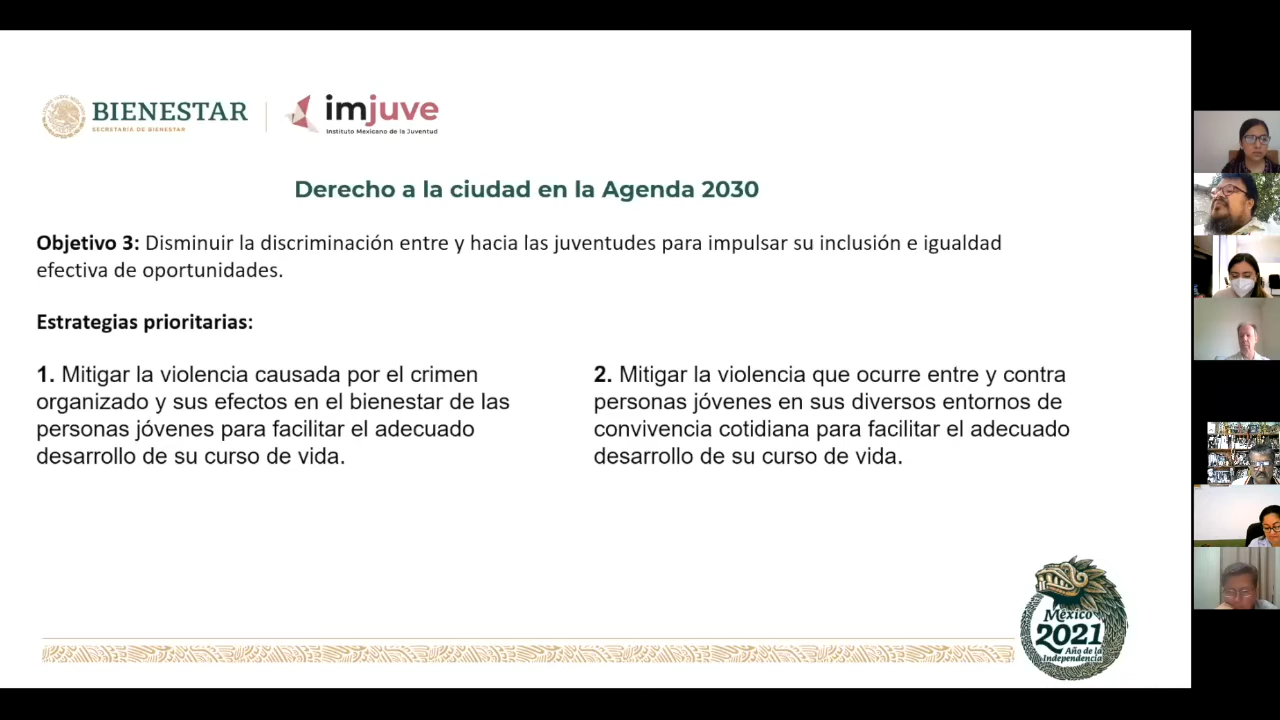 BIENESTAR
SECRETARÍA DE BIENESTAR
imjuve
Instituto Mexicano de la Juventud
Derecho a la ciudad en la Agenda 2030
Objetivo 3: Disminuir la discriminación entre y hacia las juventudes para impulsar su inclusión e igualdad
efectiva de oportunidades.
Estrategias prioritarias:
1. Mitigar la violencia causada por el crimen
organizado y sus efectos en el bienestar de las
personas jóvenes para facilitar el adecuado
desarrollo de su curso de vida.
2. Mitigar la violencia que ocurre entre y contra
personas jóvenes en sus diversos entornos de
convivencia cotidiana para facilitar el adecuado
desarrollo de su curso de vida.
México
2021
Año de la
Independencia